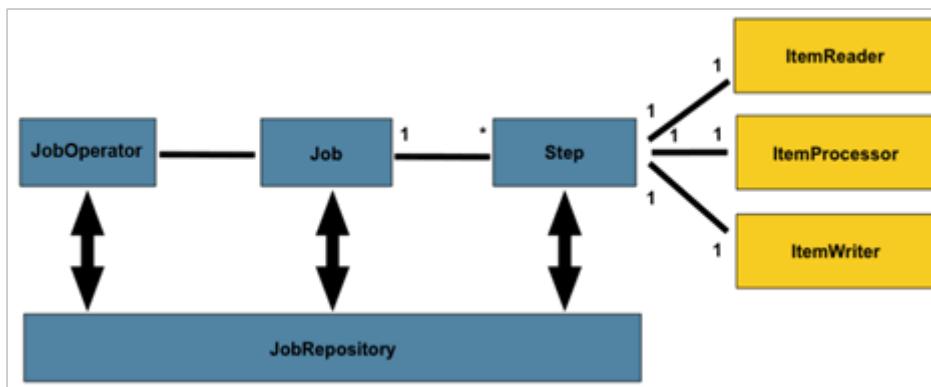 ItemReader
1
1
JobOperator
Job
1
*
Step
1
1
ItemProcessor
1
1
ItemWriter
JobRepository